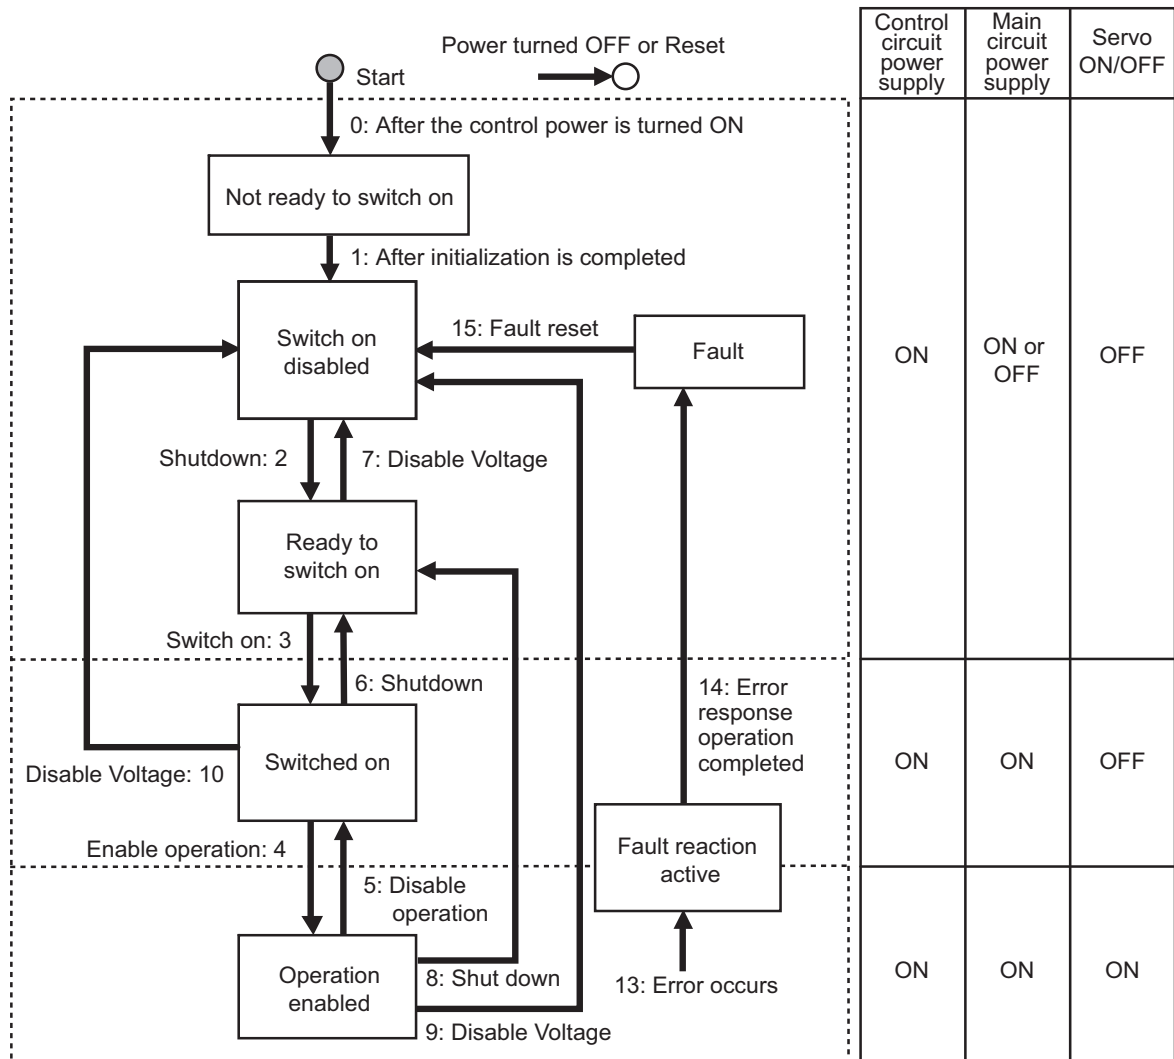 Power turned OFF or Reset
Start
0: After the control power is turned ON
Not ready to switch on
1: After initialization is completed
Switch on
disabled
15: Fault reset
Fault
Shutdown: 2
7: Disable Voltage
Ready to
switch on
Switch on: 3
6: Shutdown
14: Error
response
operation
completed
Switched on
Disable Voltage: 10
Enable operation: 4
Fault reaction
active
5: Disable
operation
Operation
enabled
8: Shut down
13: Error occurs
9: Disable Voltage
Control
circuit
power
supply
Main
circuit
power
supply
Servo
ON/OFF
ON
ON or
OFF
OFF
ON
ON
OFF
ON
ON
ON